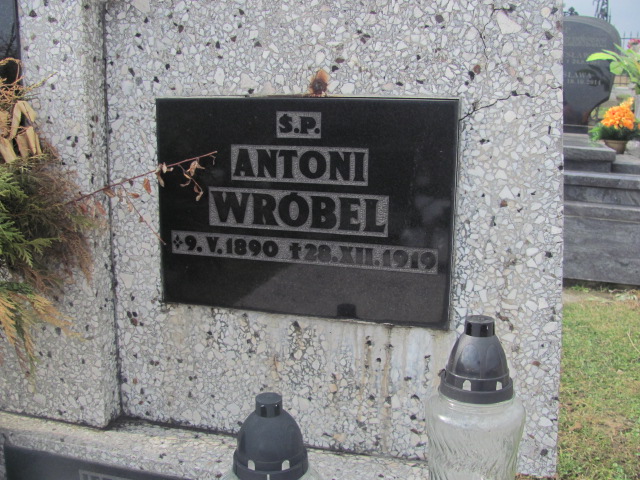 Ś.P.
ANTONI
WRÓBEL
✢9.V.1890 ✝28.XII.1919